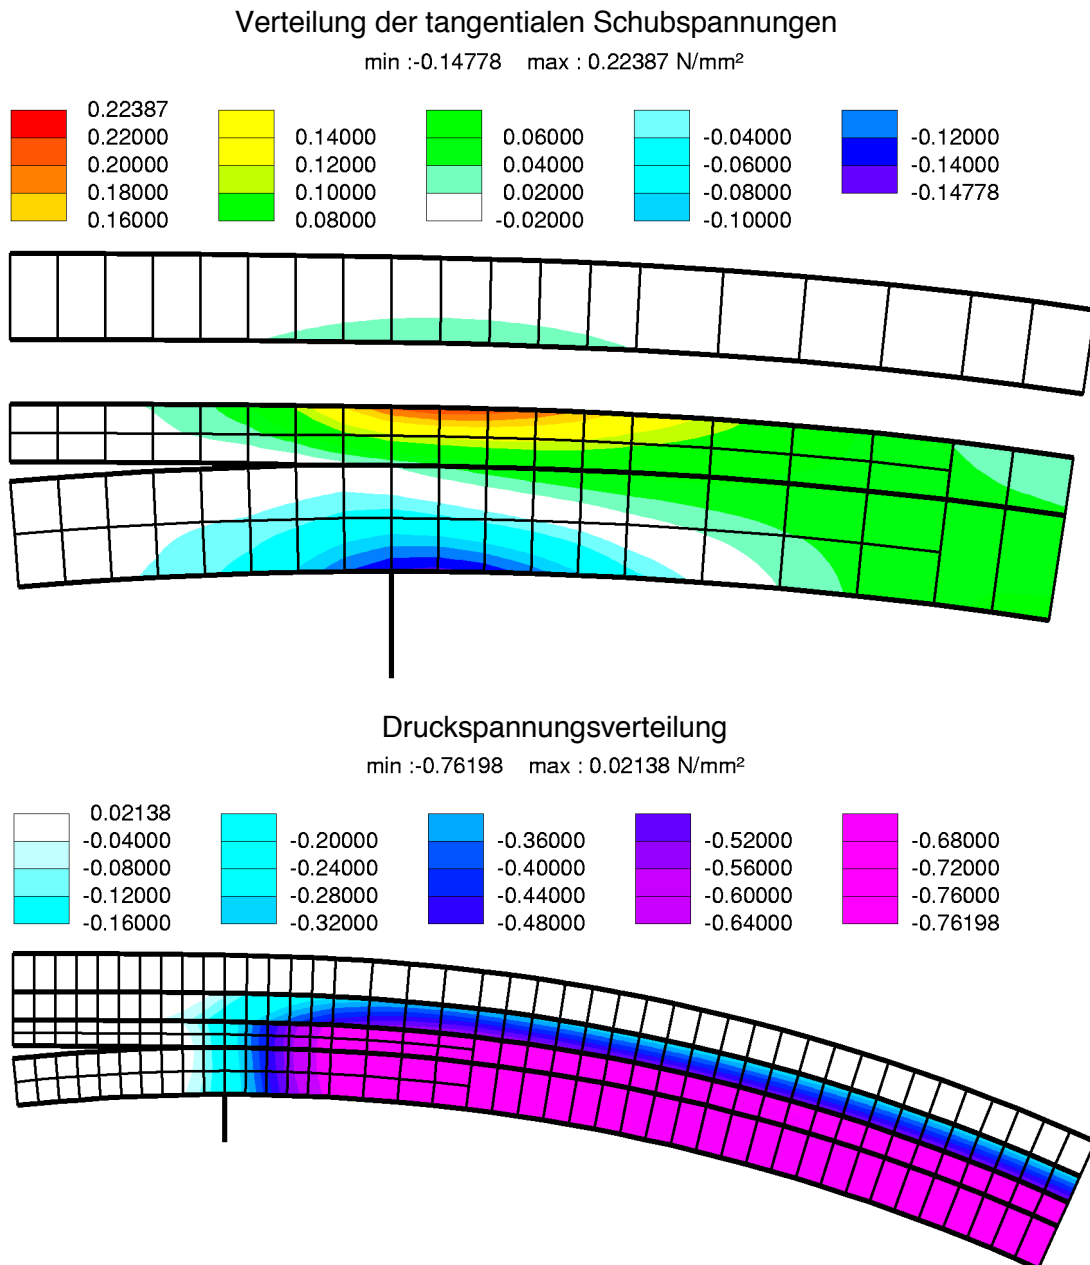 Verteilung der tangentialen Schubspannungen
min :-0.14778 max : 0.22387 N/mm²
0.22387
0.22000 0.14000 0.06000 -0.04000 -0.12000
0.20000 0.12000 0.04000 -0.06000 -0.14000
0.18000 0.10000 0.02000 -0.08000 -0.14778
0.16000 0.08000 -0.02000 -0.10000
Druckspannungsverteilung
min :-0.76198 max : 0.02138 N/mm²
0.02138
-0.04000 -0.20000 -0.36000 -0.52000 -0.68000
-0.08000 -0.24000 -0.40000 -0.56000 -0.72000
-0.12000 -0.28000 -0.44000 -0.60000 -0.76000
-0.16000 -0.32000 -0.48000 -0.64000 -0.76198